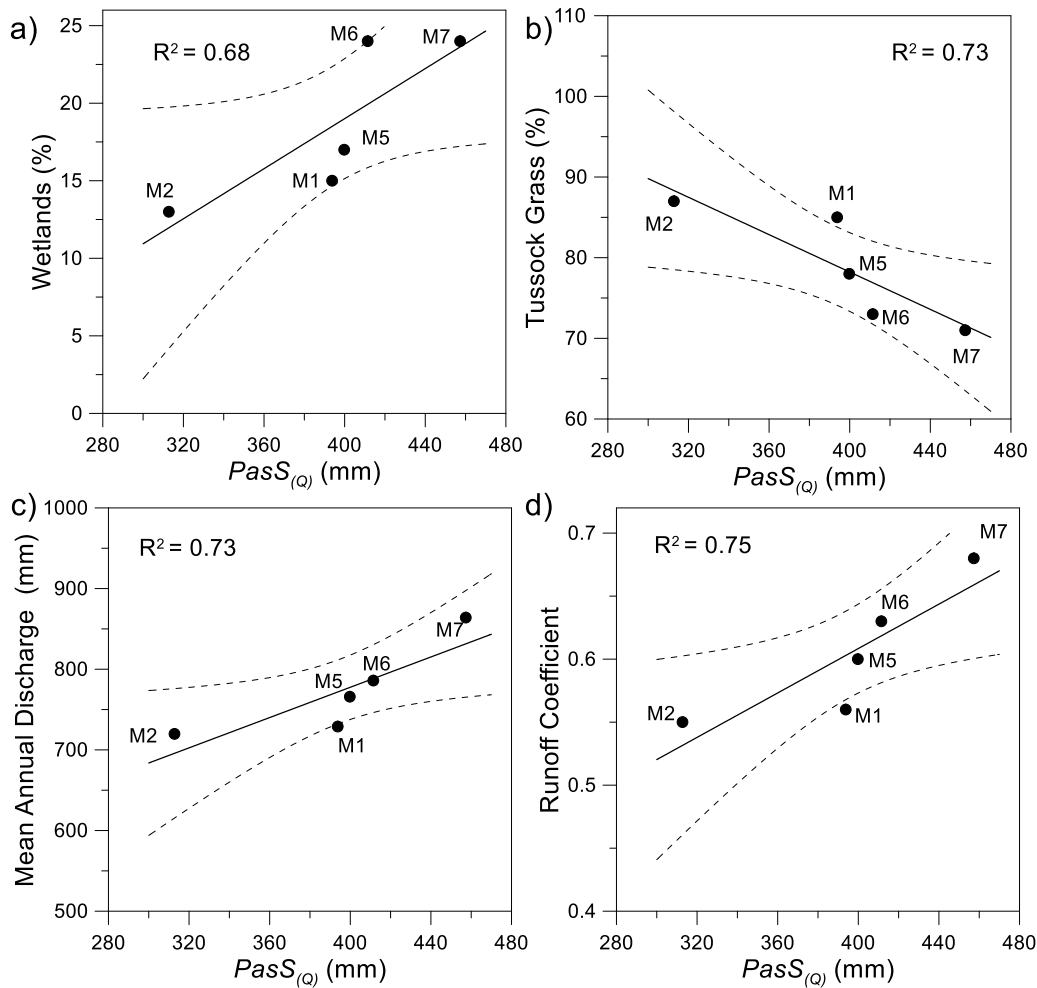 a)
R² = 0.68
M6
M7
M5
M1
M2
Wetlands (%)
25
20
15
10
5
0
280
320
360
400
440
480
PasS(Q) (mm)
b)
R² = 0.73
M1
M2
M5
M6
M7
Tussock Grass (%)
110
100
90
80
70
60
280
320
360
400
440
480
PasS(Q) (mm)
c)
R² = 0.73
M7
M6
M5
M2
M1
Mean Annual Discharge (mm)
1000
900
800
700
600
500
280
320
360
400
440
480
PasS(Q) (mm)
d)
R² = 0.75
M7
M6
M5
M2
M1
Runoff Coefficient
0.7
0.6
0.5
0.4
280
320
360
400
440
480
PasS(Q) (mm)